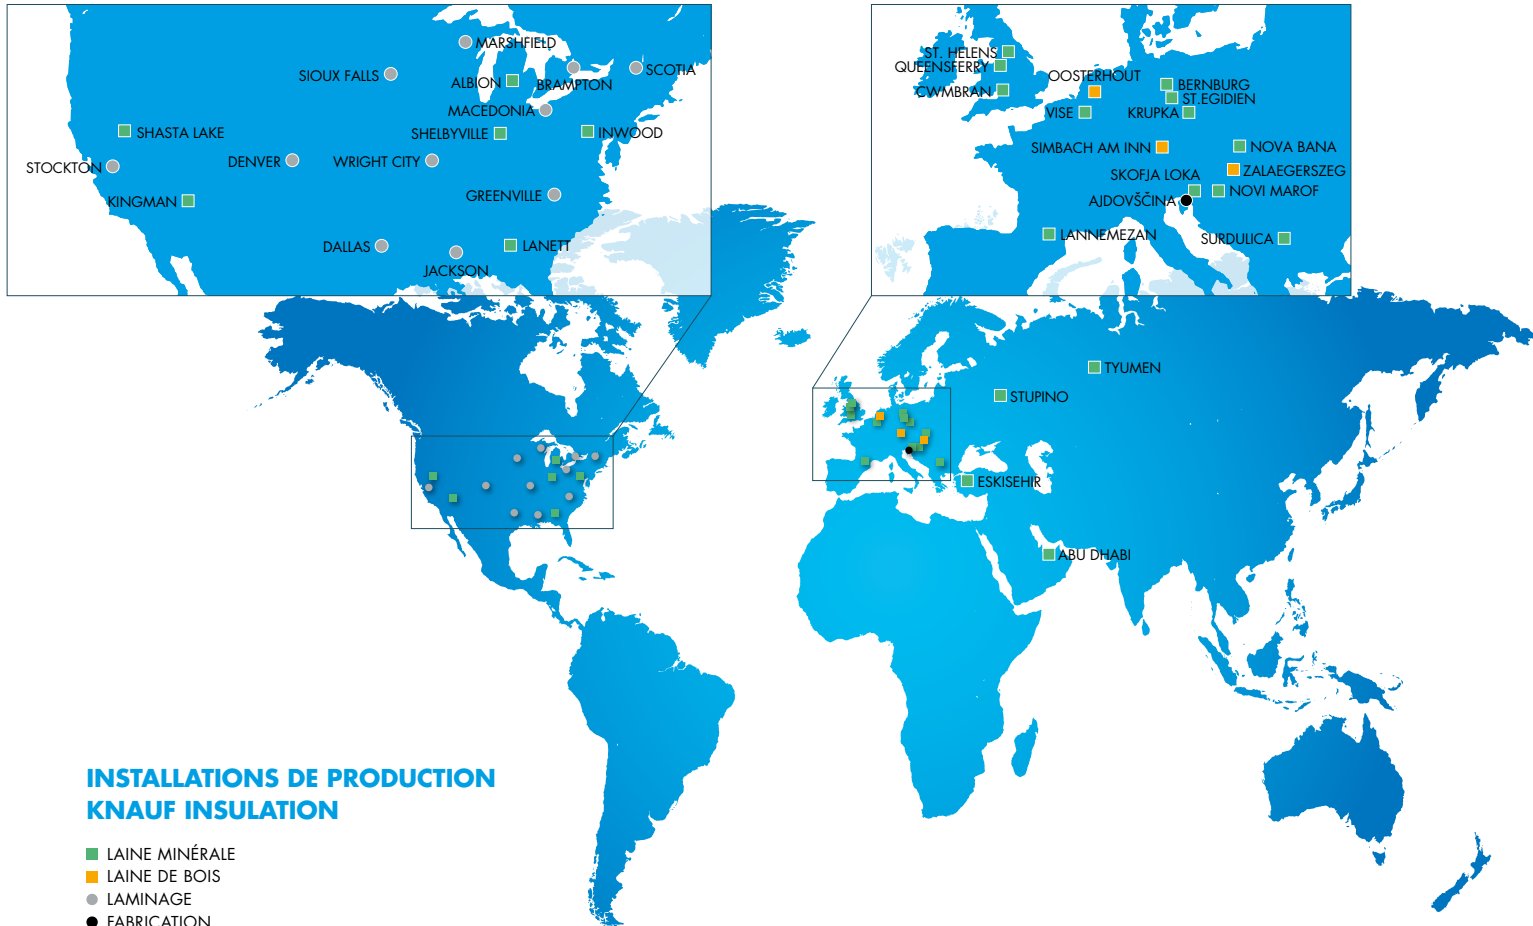 MARSHFIELD
SIOUX FALLS
ALBION
BRAMPTON
SCOTIA
MACEDONIA
SHASTA LAKE
SHELBYVILLE
INWOOD
STOCKTON
DENVER
WRIGHT CITY
KINGMAN
GREENVILLE
DALLAS
LANETT
JACKSON
ST. HELENS
QUEENSFERRY
OOSTERHOUT
CWMBRAN
BERNBURG
ST.EGIDIEN
VISE
KRUPKA
SIMBACH AM INN
NOVA BANA
SKOFJA LOKA
ZALAEGERSZEG
NOVI MAROF
AJDOVŠČINA
LANNEMEZAN
SURDULICA
TYUMEN
STUPINO
ESKISEHIR
ABU DHABI
INSTALLATIONS DE PRODUCTION
KNAUF INSULATION
LAINE MINÉRALE
LAINE DE BOIS
LAMINAGE
FABRICATION